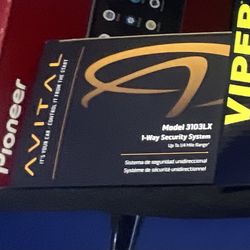 Pioneer
AVITAL
IT'S YOUR CAR - CONTROL IT FROM THE START
Model 3103LX
1-Way Security System
Up To 1/4 Mile Range*
Sistema de seguridad unidireccional
Système de sécurité unidirectionnel
VIPER